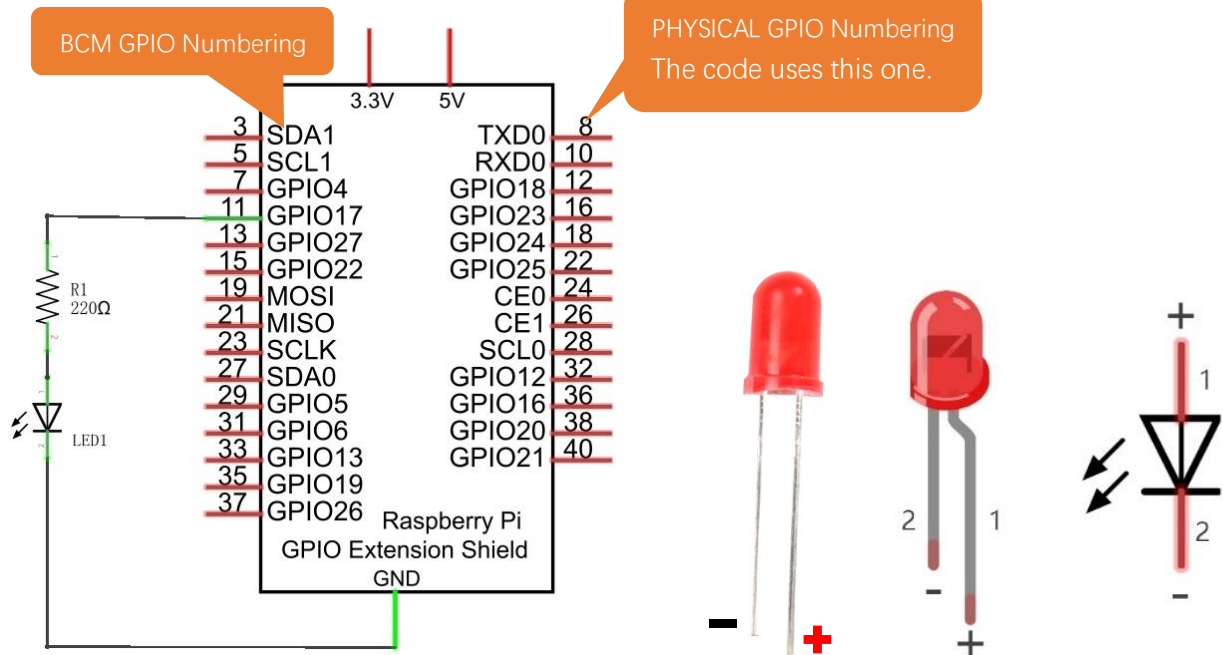 BCM GPIO Numbering
PHYSICAL GPIO Numbering
The code uses this one.
3.3V 5V
3 SDA1 TXD0 8
5 SCL1 RXD0 10
7 GPIO4 GPIO18 12
11 GPIO17 GPIO23 16
13 GPIO27 GPIO24 18
15 GPIO22 GPIO25 22
19 MOSI CE0 24
21 MISO CE1 26
23 SCLK SCL0 28
27 SDA0 GPIO12 32
29 GPIO5 GPIO16 36
31 GPIO6 GPIO20 38
33 GPIO13 GPIO21 40
35 GPIO19
37 GPIO26
Raspberry Pi
GPIO Extension Shield
GND
1
R1
220Ω
2
1
LED1
2
- +
2 1
- +
+
1
2
-